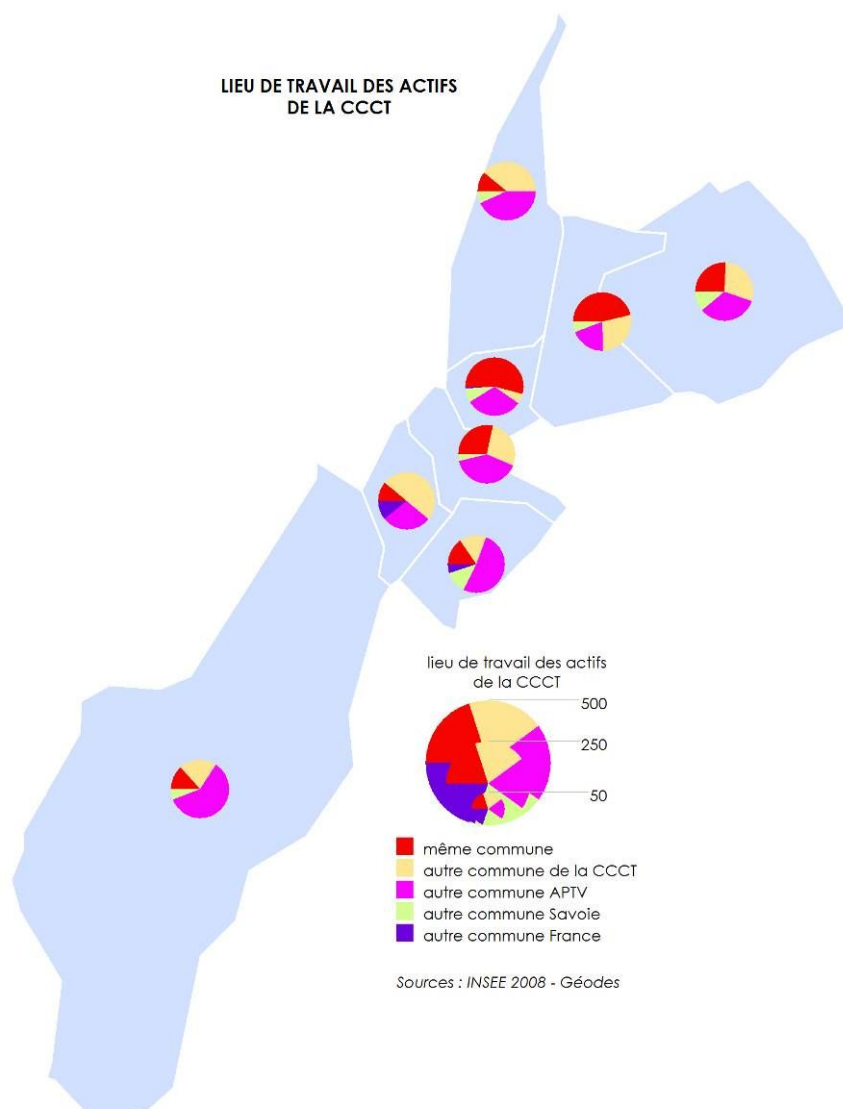 LIEU DE TRAVAIL DES ACTIFS
DE LA CCCT
lieu de travail des actifs
de la CCCT
500
250
50
même commune
autre commune de la CCCT
autre commune APTV
autre commune Savoie
autre commune France
Sources : INSEE 2008 - Géodes